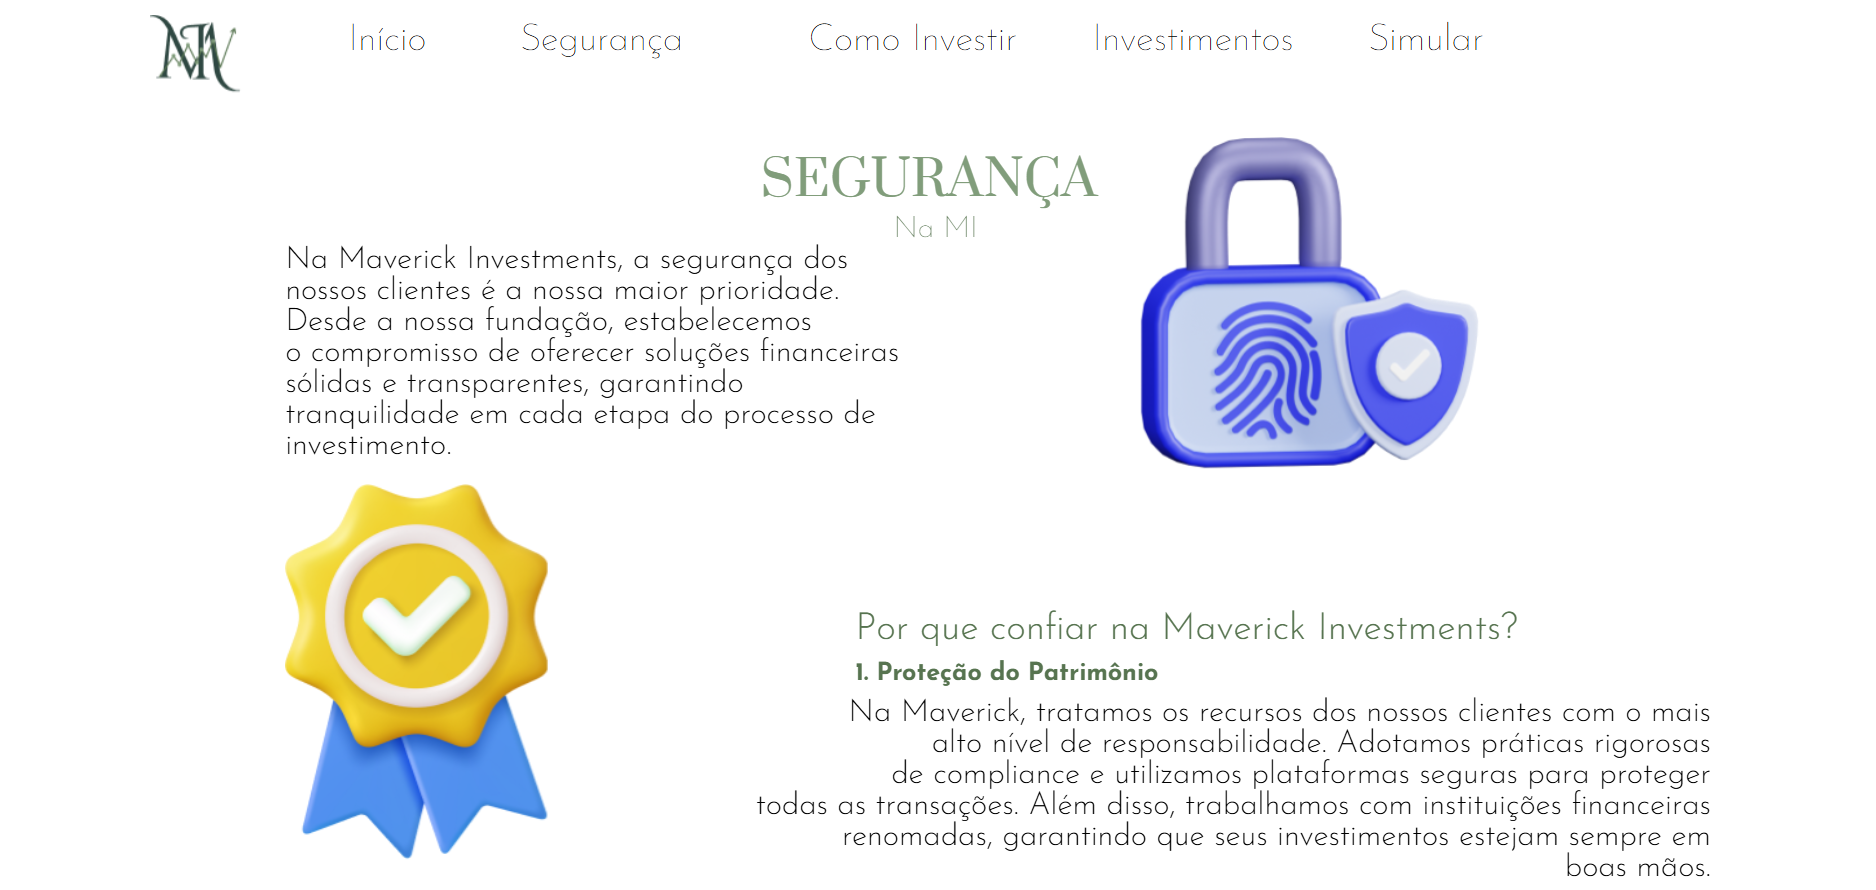 Início
Segurança
Como Investir
Investimentos
Simular
SEGURANÇA
Na MI
Na Maverick Investments, a segurança dos
nossos clientes é a nossa maior prioridade.
Desde a nossa fundação, estabelecemos
o compromisso de oferecer soluções financeiras
sólidas e transparentes, garantindo
tranquilidade em cada etapa do processo de
investimento.
Por que confiar na Maverick Investments?
1. Proteção do Patrimônio
Na Maverick, tratamos os recursos dos nossos clientes com o mais
alto nível de responsabilidade. Adotamos práticas rigorosas
de compliance e utilizamos plataformas seguras para proteger
todas as transações. Além disso, trabalhamos com instituições financeiras
renomadas, garantindo que seus investimentos estejam sempre em
boas mãos.